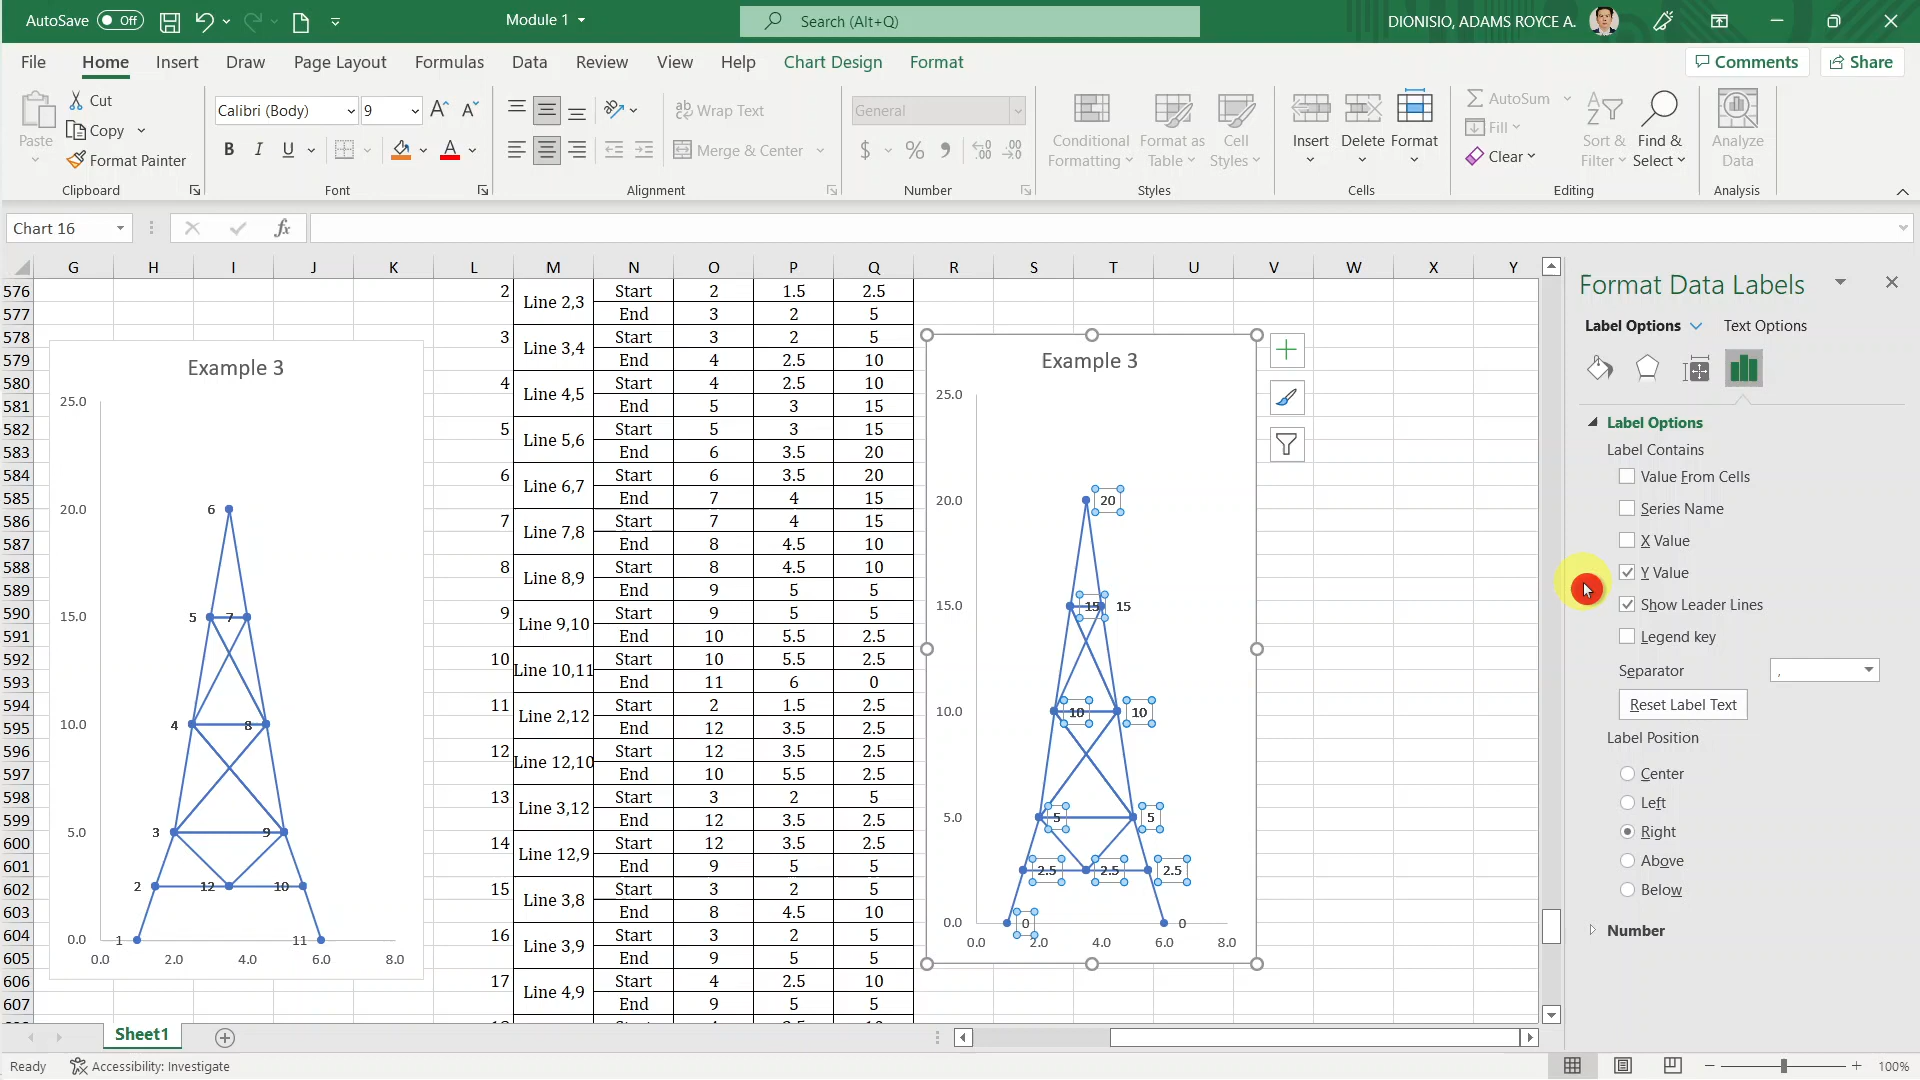 AutoSave Off Module 1 Search (Alt+Q) DIONISIO, ADAMS ROYCE A.
File Home Insert Draw Page Layout Formulas Data Review View Help Chart Design Format Comments Share
Paste Cut Copy Format Painter
Clipboard
Calibri (Body) 9 A A
B I U A
Font
ab Wrap Text
Merge & Center
Alignment
General
$ % 9
Number
Conditional Formatting Format as Table Cell Styles
Styles
Insert Delete Format
Cells
AutoSum Fill Clear Sort & Filter Find & Select
Editing
Analyze Data
Analysis
Chart 16 fx
G H I J K L M N O P Q R S T U V W X Y
576 2 Line 2,3 Start 2 1.5 2.5
577 End 3 2 5
578 3 Line 3,4 Start 3 2 5
579 End 4 2.5 10
580 4 Line 4,5 Start 4 2.5 10
581 End 5 3 15
582 5 Line 5,6 Start 5 3 15
583 End 6 3.5 20
584 6 Line 6,7 Start 6 3.5 20
585 End 7 4 15
586 7 Line 7,8 Start 7 4 15
587 End 8 4.5 10
588 8 Line 8,9 Start 8 4.5 10
589 End 9 5 5
590 9 Line 9,10 Start 9 5 5
591 End 10 5.5 2.5
592 10 Line 10,11 Start 10 5.5 2.5
593 End 11 6 0
594 11 Line 2,12 Start 2 1.5 2.5
595 End 12 3.5 2.5
596 12 Line 12,10 Start 12 3.5 2.5
597 End 10 5.5 2.5
598 13 Line 3,12 Start 3 2 5
599 End 12 3.5 2.5
600 14 Line 12,9 Start 12 3.5 2.5
601 End 9 5 5
602 15 Line 3,8 Start 3 2 5
603 End 8 4.5 10
604 16 Line 3,9 Start 3 2 5
605 End 9 5 5
606 17 Line 4,9 Start 4 2.5 10
607 End 9 5 5
Example 3
25.0
20.0 6
15.0 5 7
10.0 4 8
5.0 3 9
2 12 10
0.0 1 11
0.0 2.0 4.0 6.0 8.0
Example 3
25.0
20.0 20
15.0 15 15
10.0 10 10
5.0 5 5
2.5 2.5 2.5
0.0 0 0
0.0 2.0 4.0 6.0 8.0
Format Data Labels
Label Options Text Options
Label Options
Label Contains
Value From Cells
Series Name
X Value
Y Value
Show Leader Lines
Legend key
Separator ,
Reset Label Text
Label Position
Center
Left
Right
Above
Below
Number
Sheet1
Ready Accessibility: Investigate 100%